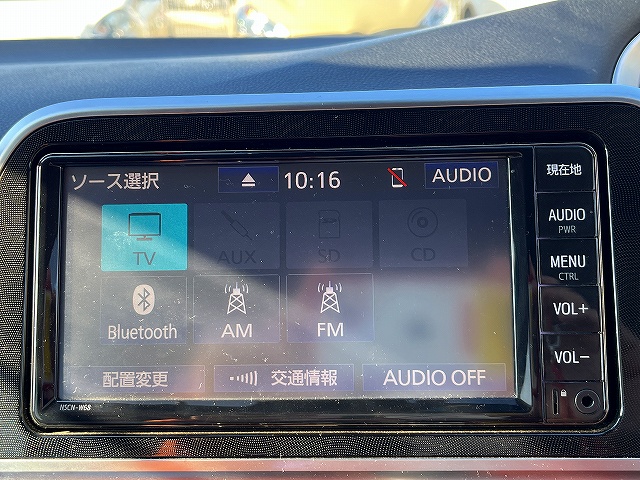 ソース選択 10:16 AUDIO
TV AUX SD CD
Bluetooth AM FM
配置変更 交通情報 AUDIO OFF
NSCN-W68
現在地
AUDIO
PWR
MENU
CTRL
VOL+
VOL−